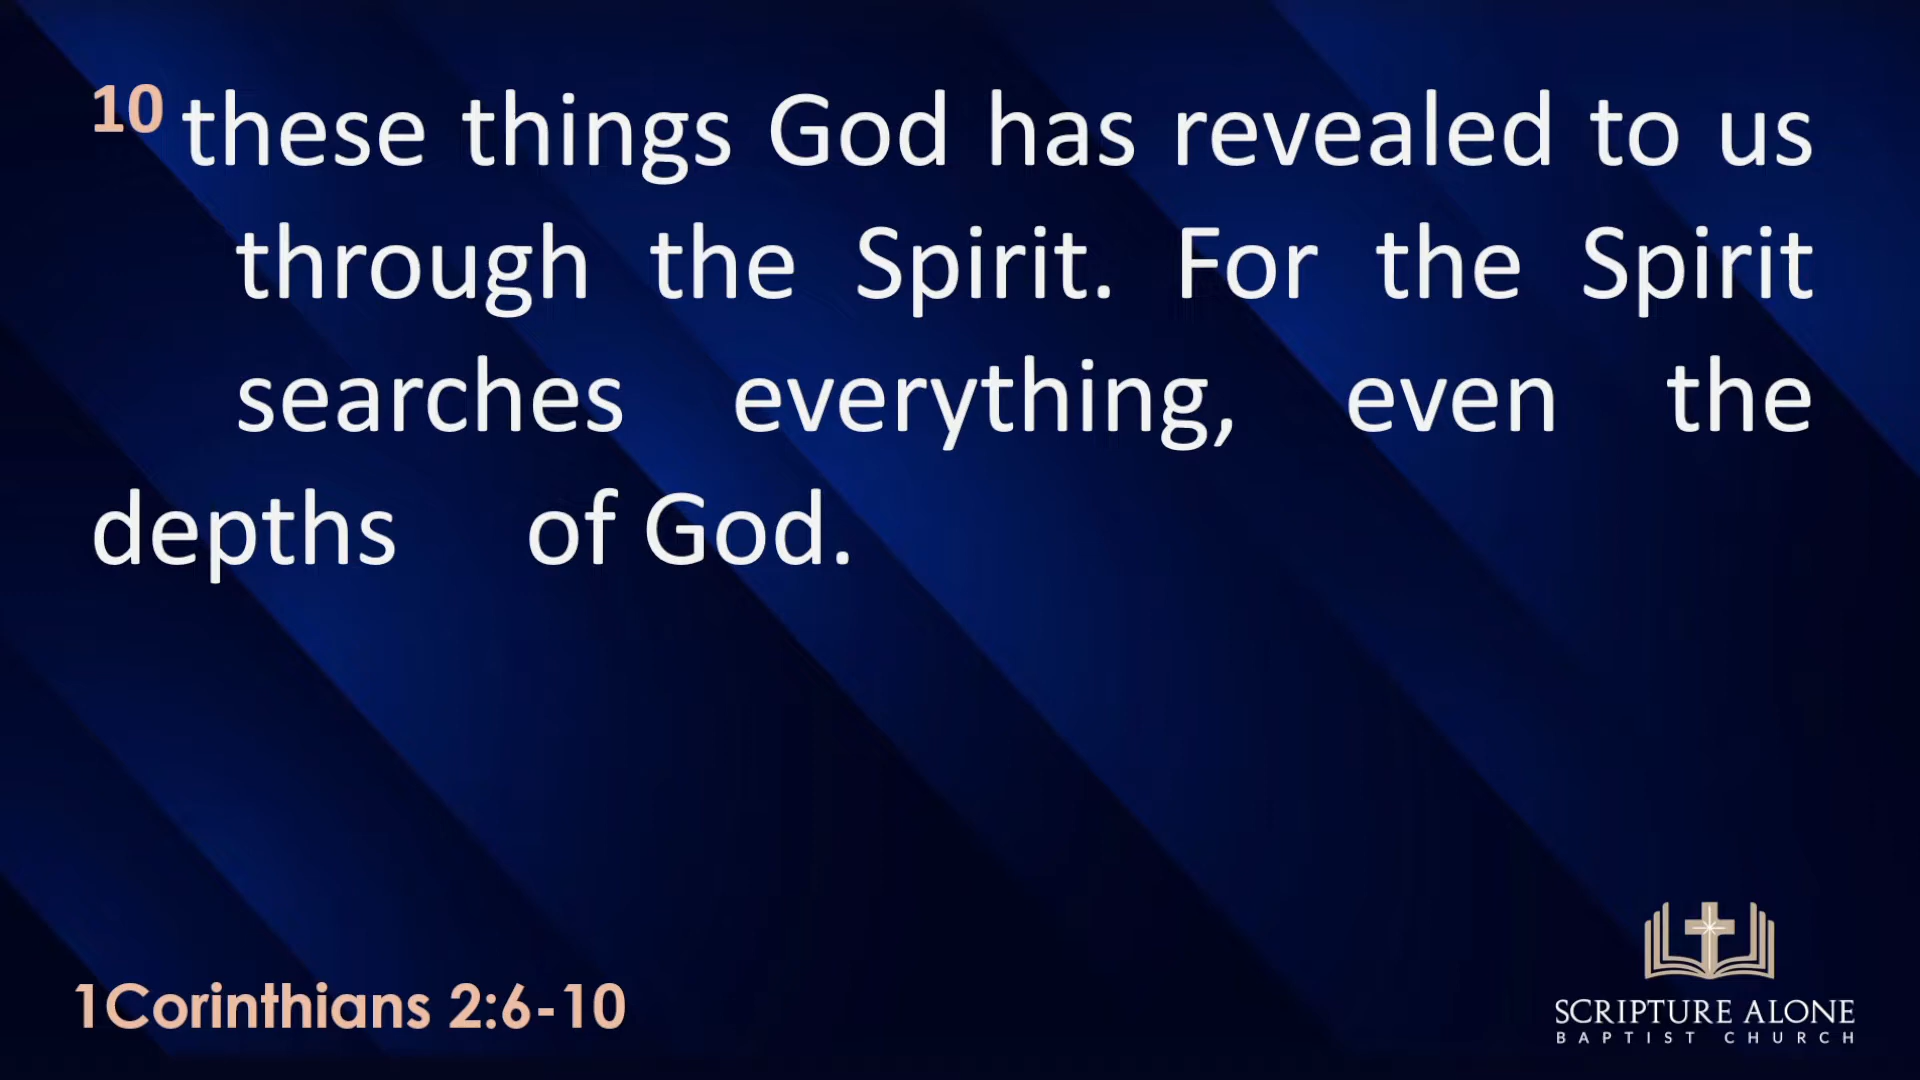 10 these things God has revealed to us
through the Spirit. For the Spirit
searches everything, even the
depths of God.
1Corinthians 2:6-10
SCRIPTURE ALONE
BAPTIST CHURCH